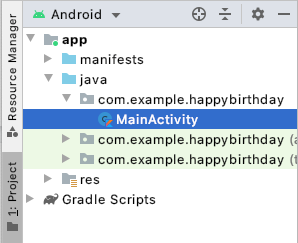 Android
app
manifests
java
com.example.happybirthday
MainActivity
com.example.happybirthday (a
com.example.happybirthday (t
res
Gradle Scripts
Resource Manager
1: Project